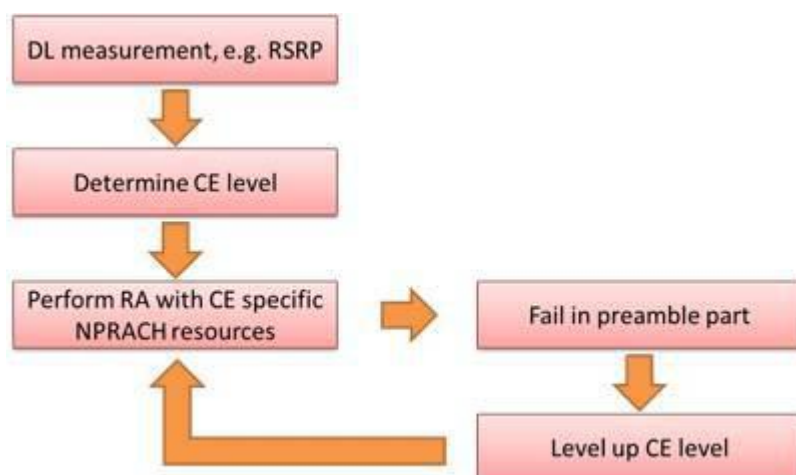 DL measurement, e.g. RSRP
Determine CE level
Perform RA with CE specific
NPRACH resources
Fail in preamble part
Level up CE level